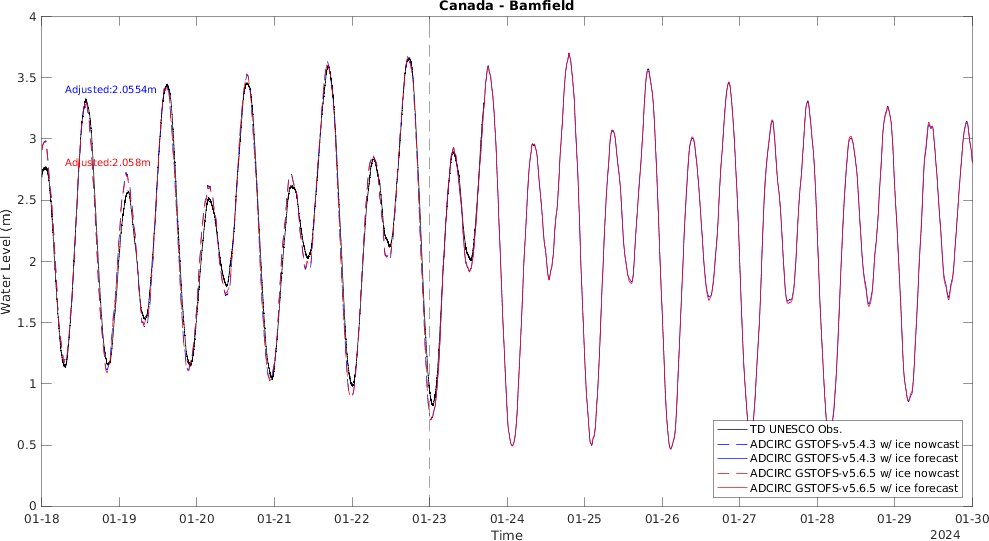 Canada - Bamfield
4
3.5
3
2.5
2
1.5
1
0.5
0
Water Level (m)
Adjusted:2.0554m
Adjusted:2.058m
TD UNESCO Obs.
ADCIRC GSTOFS-v5.4.3 w/ ice nowcast
ADCIRC GSTOFS-v5.4.3 w/ ice forecast
ADCIRC GSTOFS-v5.6.5 w/ ice nowcast
ADCIRC GSTOFS-v5.6.5 w/ ice forecast
01-18 01-19 01-20 01-21 01-22 01-23 01-24 01-25 01-26 01-27 01-28 01-29 01-30
Time
2024